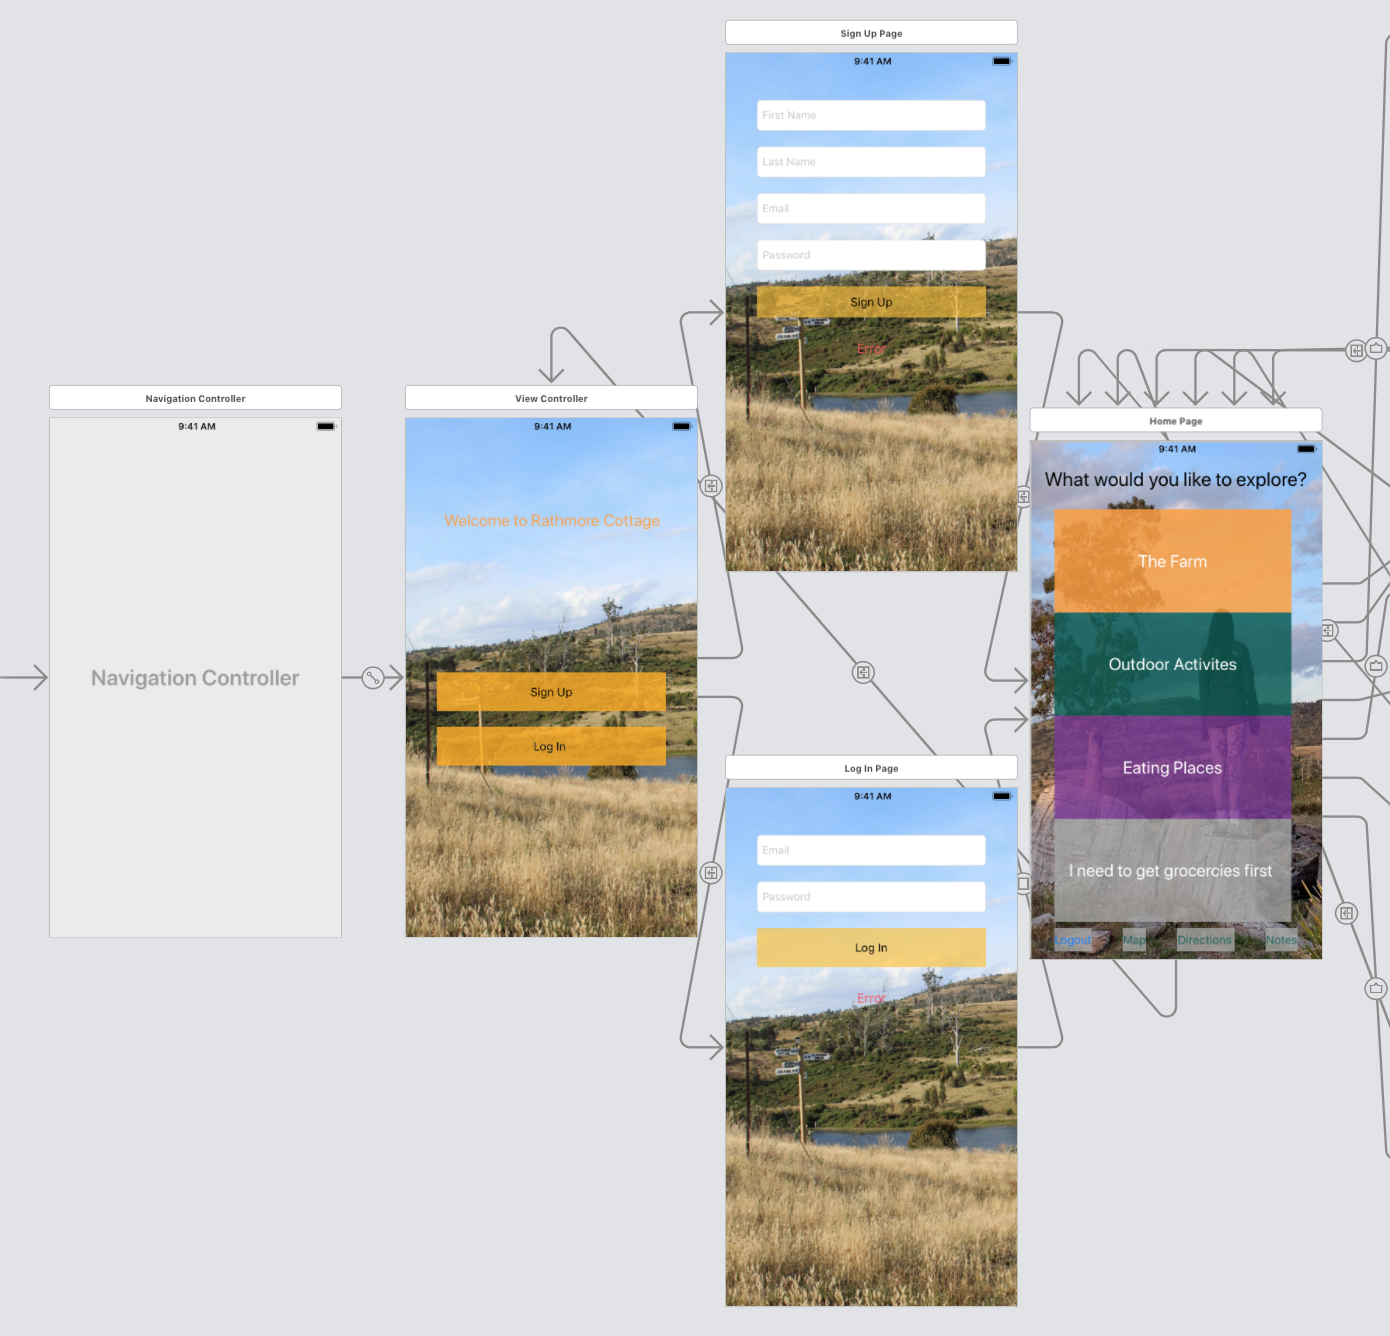 Sign Up Page
9:41 AM
First Name
Last Name
Email
Password
Sign Up
Error
Navigation Controller
9:41 AM
Navigation Controller
View Controller
9:41 AM
Welcome to Rathmore Cottage
Sign Up
Log In
Log In Page
9:41 AM
Email
Password
Log In
Error
Home Page
9:41 AM
What would you like to explore?
The Farm
Outdoor Activites
Eating Places
I need to get grocercies first
Logout Map Directions Notes